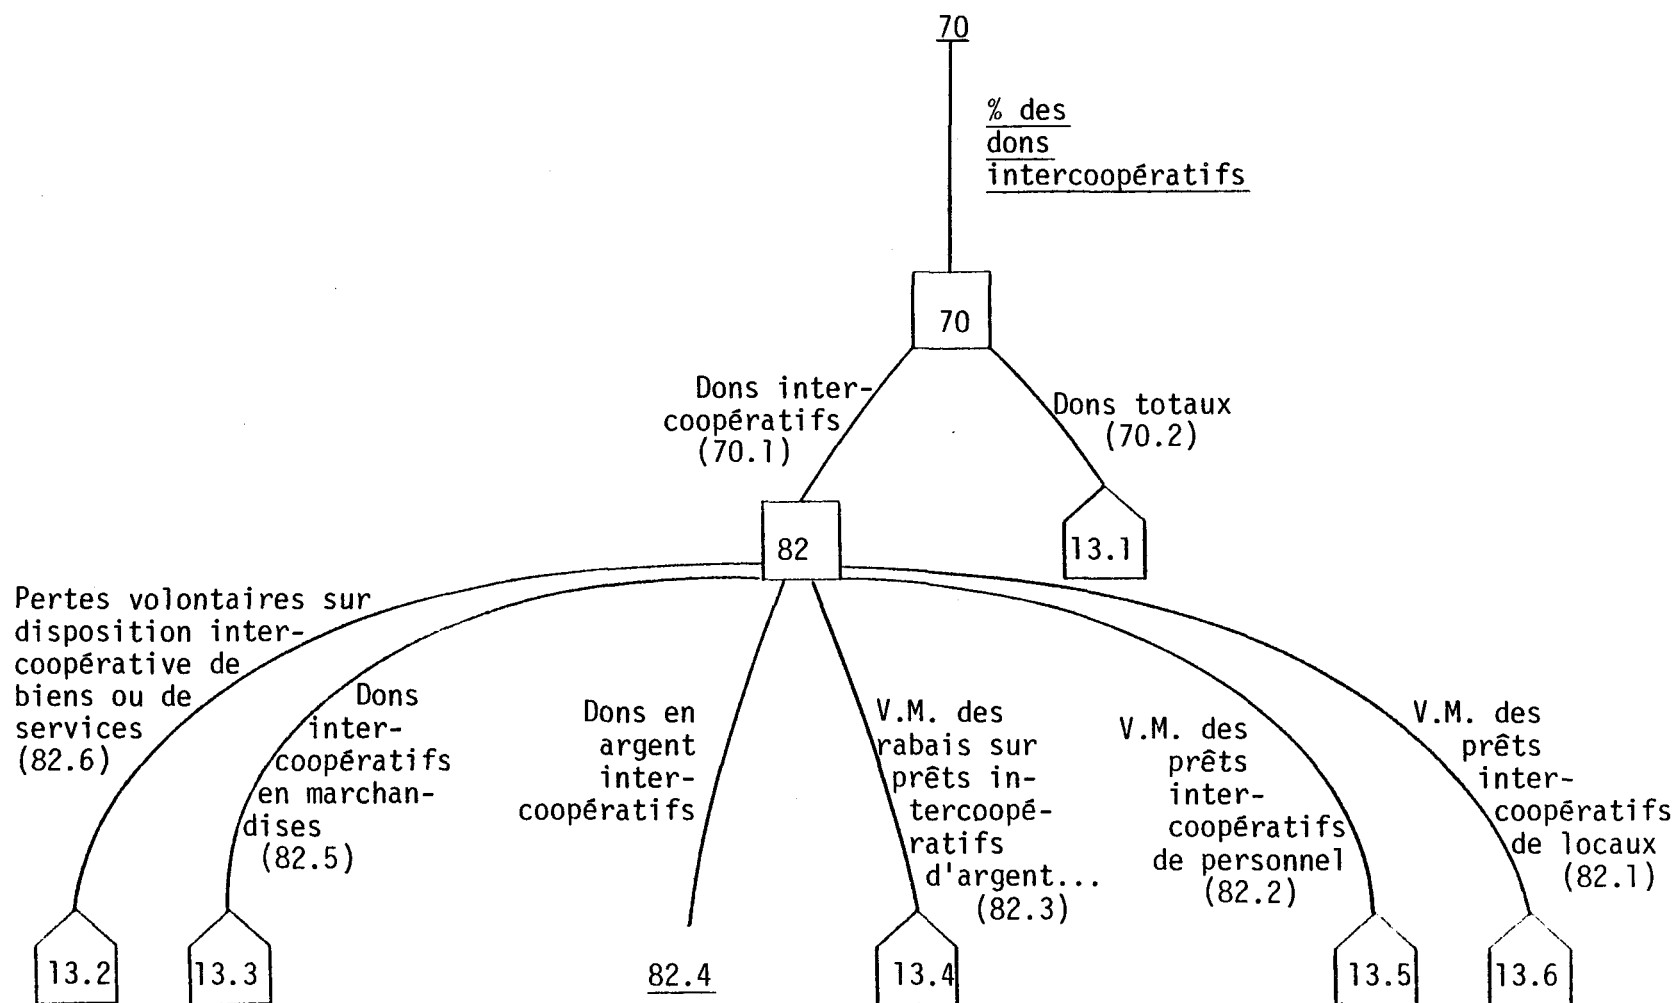 70
% des
dons
intercoopératifs
70
Dons inter-
coopératifs
(70.1)
Dons totaux
(70.2)
82
13.1
Pertes volontaires sur
disposition inter-
coopérative de
biens ou de
services
(82.6)
Dons
inter-
coopératifs
en marchan-
dises
(82.5)
Dons en
argent
inter-
coopératifs
V.M. des
rabais sur
prêts in-
tercoopé-
ratifs
d'argent...
(82.3)
V.M. des
prêts
inter-
coopératifs
de personnel
(82.2)
V.M. des
prêts
inter-
coopératifs
de locaux
(82.1)
13.2
13.3
82.4
13.4
13.5
13.6